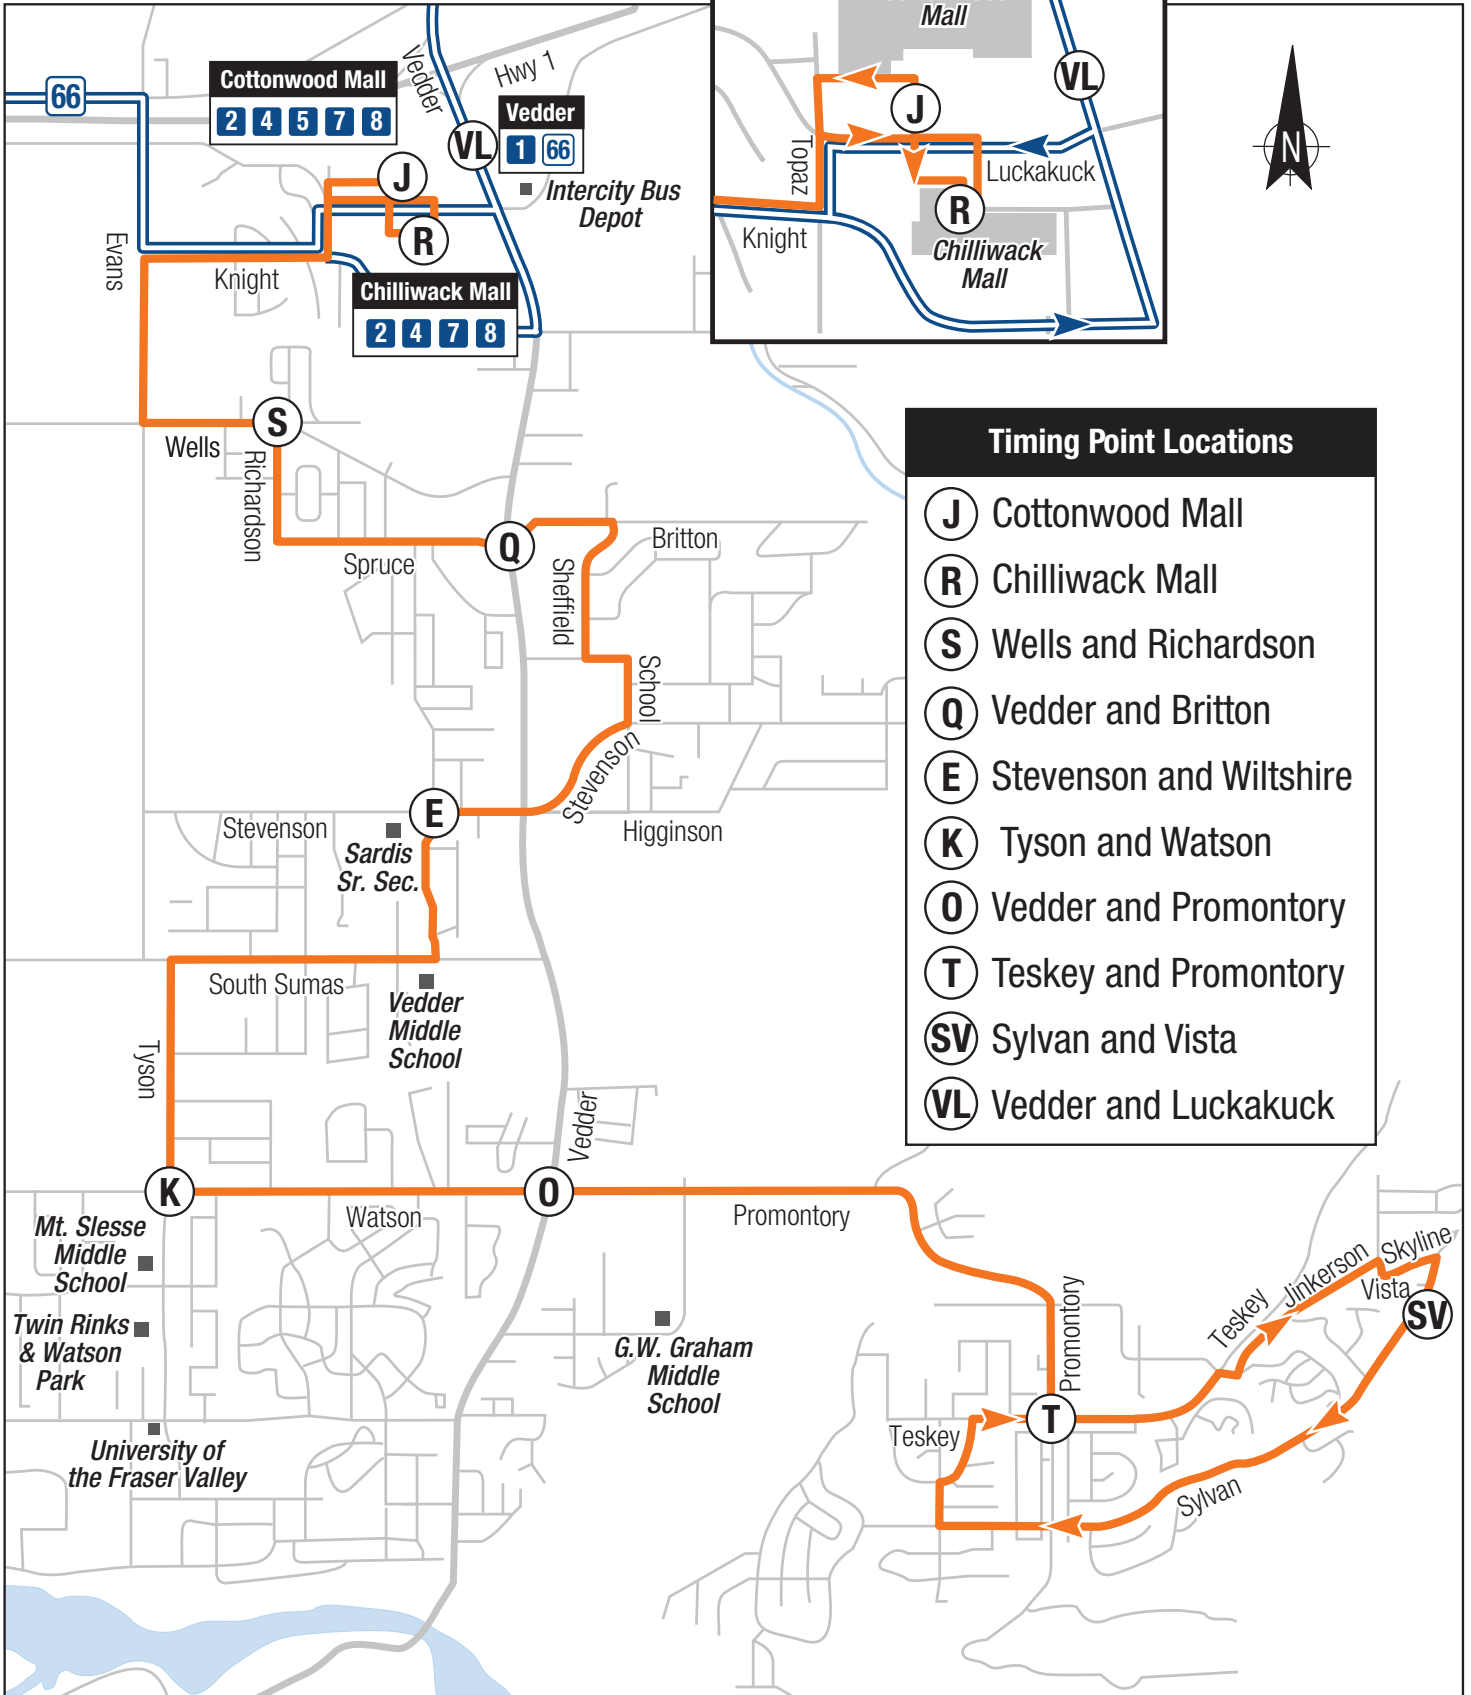 Mall
VL
J
Topaz
Luckakuck
R
Knight
Chilliwack
Mall
N
66
Cottonwood Mall
2 4 5 7 8
Vedder
Hwy 1
Vedder
1 66
VL
Intercity Bus
Depot
J
R
Evans
Knight
Chilliwack Mall
2 4 7 8
S
Wells
Richardson
Q
Spruce
Britton
Sheffield
School
Stevenson
E
Stevenson
Higginson
Sardis
Sr. Sec.
South Sumas
Vedder
Middle
School
Tyson
Vedder
K
O
Watson
Promontory
Mt. Slesse
Middle
School
Twin Rinks
& Watson
Park
University of
the Fraser Valley
G.W. Graham
Middle
School
Promontory
T
Teskey
Teskey
Jinkerson
Skyline
Vista
SV
Sylvan
Timing Point Locations
J Cottonwood Mall
R Chilliwack Mall
S Wells and Richardson
Q Vedder and Britton
E Stevenson and Wiltshire
K Tyson and Watson
O Vedder and Promontory
T Teskey and Promontory
SV Sylvan and Vista
VL Vedder and Luckakuck